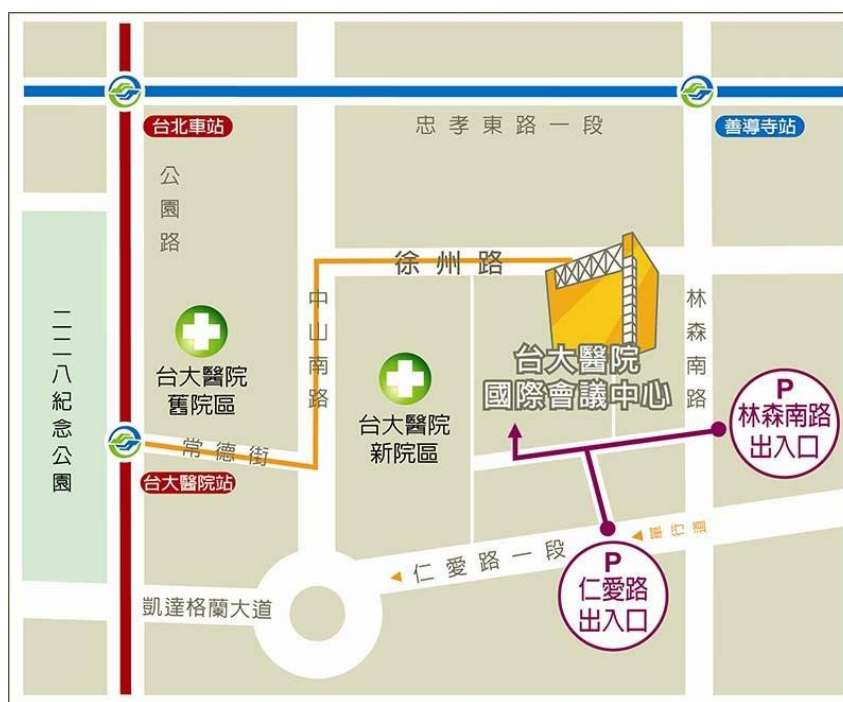 台北車站
忠孝東路一段
善導寺站
公園路
徐州路
二二八紀念公園
中山南路
林森南路
台大醫院
舊院區
台大醫院
新院區
台大醫院
國際會議中心
P
林森南路
出入口
常德街
台大醫院站
單行道
仁愛路一段
P
仁愛路
出入口
凱達格蘭大道